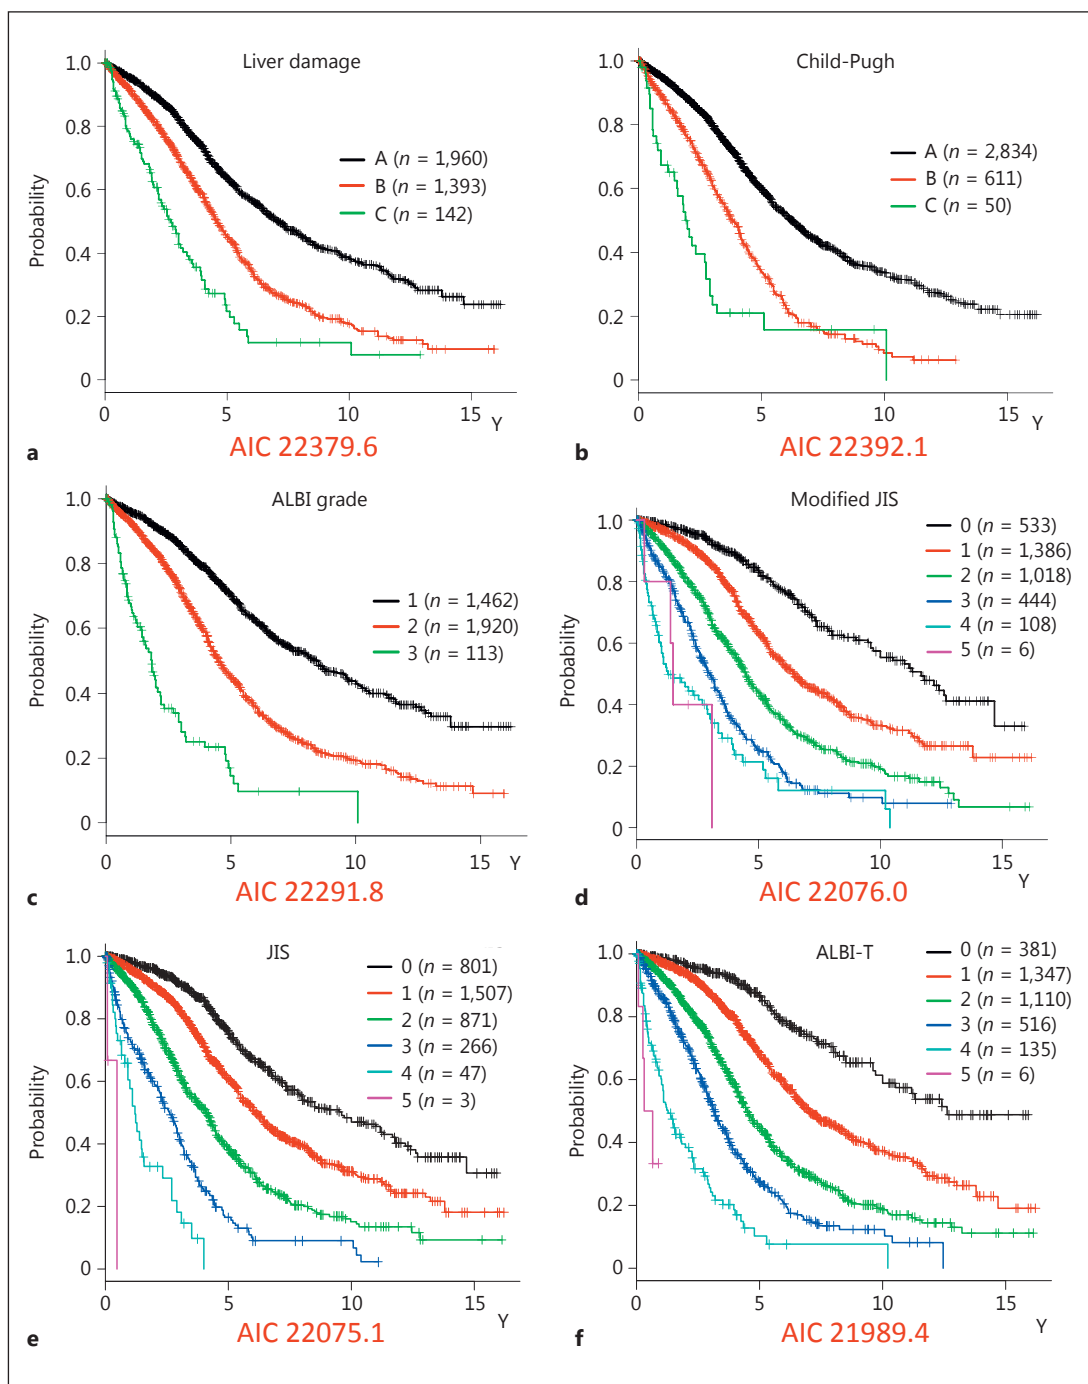 Liver damage
1.0
0.8
0.6
0.4
0.2
0
Probability
A (n = 1,960)
B (n = 1,393)
C (n = 142)
0 5 10 15 Y
a AIC 22379.6
Child-Pugh
1.0
0.8
0.6
0.4
0.2
0
Probability
A (n = 2,834)
B (n = 611)
C (n = 50)
0 5 10 15 Y
b AIC 22392.1
ALBI grade
1.0
0.8
0.6
0.4
0.2
0
Probability
1 (n = 1,462)
2 (n = 1,920)
3 (n = 113)
0 5 10 15 Y
c AIC 22291.8
Modified JIS
1.0
0.8
0.6
0.4
0.2
0
Probability
0 (n = 533)
1 (n = 1,386)
2 (n = 1,018)
3 (n = 444)
4 (n = 108)
5 (n = 6)
0 5 10 15 Y
d AIC 22076.0
JIS
1.0
0.8
0.6
0.4
0.2
0
Probability
0 (n = 801)
1 (n = 1,507)
2 (n = 871)
3 (n = 266)
4 (n = 47)
5 (n = 3)
0 5 10 15 Y
e AIC 22075.1
ALBI-T
1.0
0.8
0.6
0.4
0.2
0
Probability
0 (n = 381)
1 (n = 1,347)
2 (n = 1,110)
3 (n = 516)
4 (n = 135)
5 (n = 6)
0 5 10 15 Y
f AIC 21989.4